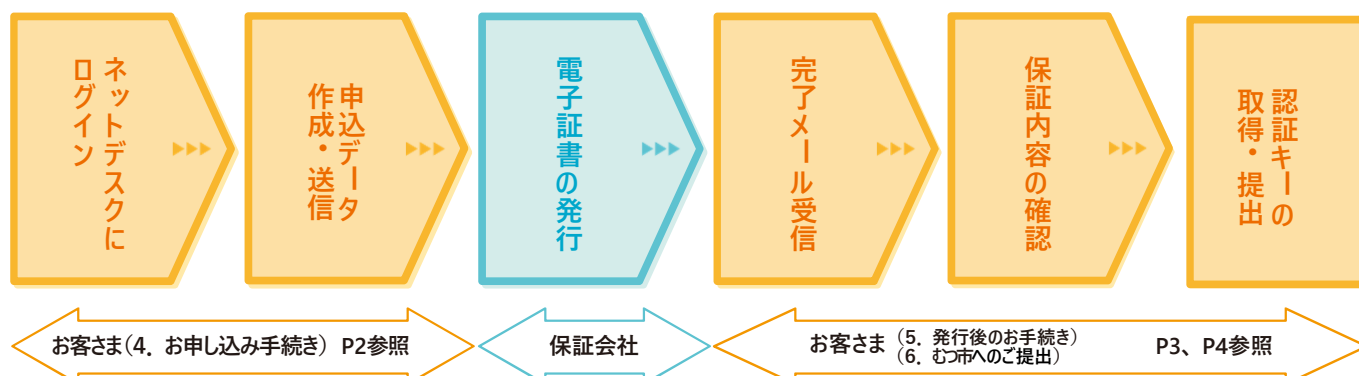 ネットデスクに
ログイン
申込データ
作成・送信
電子証書の発行
完了メール受信
保証内容の確認
認証キーの
取得・提出
お客さま（4．お申し込み手続き） P2参照
保証会社
お客さま（5．発行後のお手続き）
（6．むつ市へのご提出）
P3、P4参照